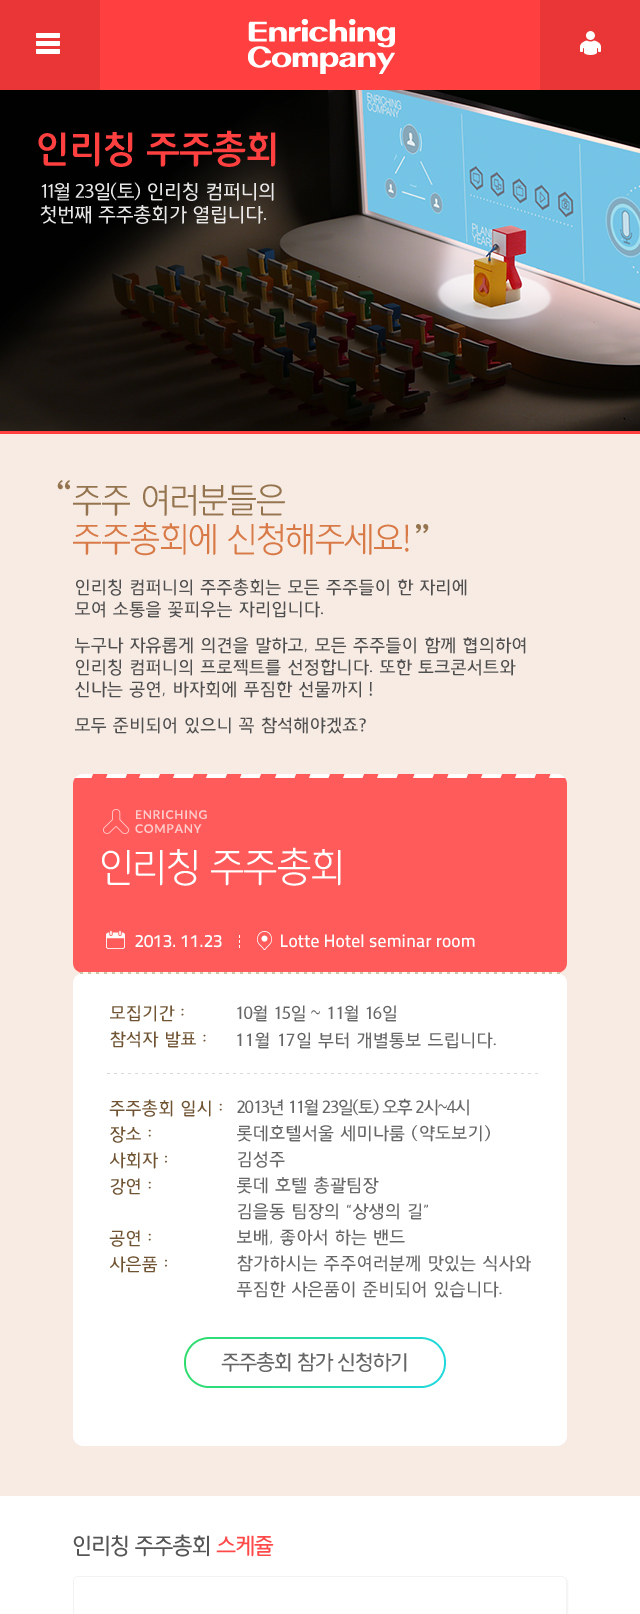 Enriching
Company
ENRICHING
COMPANY
인리칭 주주총회
11월 23일(토) 인리칭 컴퍼니의
첫번째 주주총회가 열립니다.
PLAN
YEAR
“주주 여러분들은
주주총회에 신청해주세요!”
인리칭 컴퍼니의 주주총회는 모든 주주들이 한 자리에
모여 소통을 꽃피우는 자리입니다.
누구나 자유롭게 의견을 말하고, 모든 주주들이 함께 협의하여
인리칭 컴퍼니의 프로젝트를 선정합니다. 또한 토크콘서트와
신나는 공연, 바자회에 푸짐한 선물까지 !
모두 준비되어 있으니 꼭 참석해야겠죠?
ENRICHING
COMPANY
인리칭 주주총회
2013. 11.23 Lotte Hotel seminar room
모집기간 : 10월 15일 ~ 11월 16일
참석자 발표 : 11월 17일 부터 개별통보 드립니다.
주주총회 일시 : 2013년 11월 23일(토) 오후 2시~4시
장소 : 롯데호텔서울 세미나룸 (약도보기)
사회자 : 김성주
강연 : 롯데 호텔 총괄팀장
김을동 팀장의 “상생의 길”
공연 : 보배, 좋아서 하는 밴드
사은품 : 참가하시는 주주여러분께 맛있는 식사와
푸짐한 사은품이 준비되어 있습니다.
주주총회 참가 신청하기
인리칭 주주총회 스케쥴